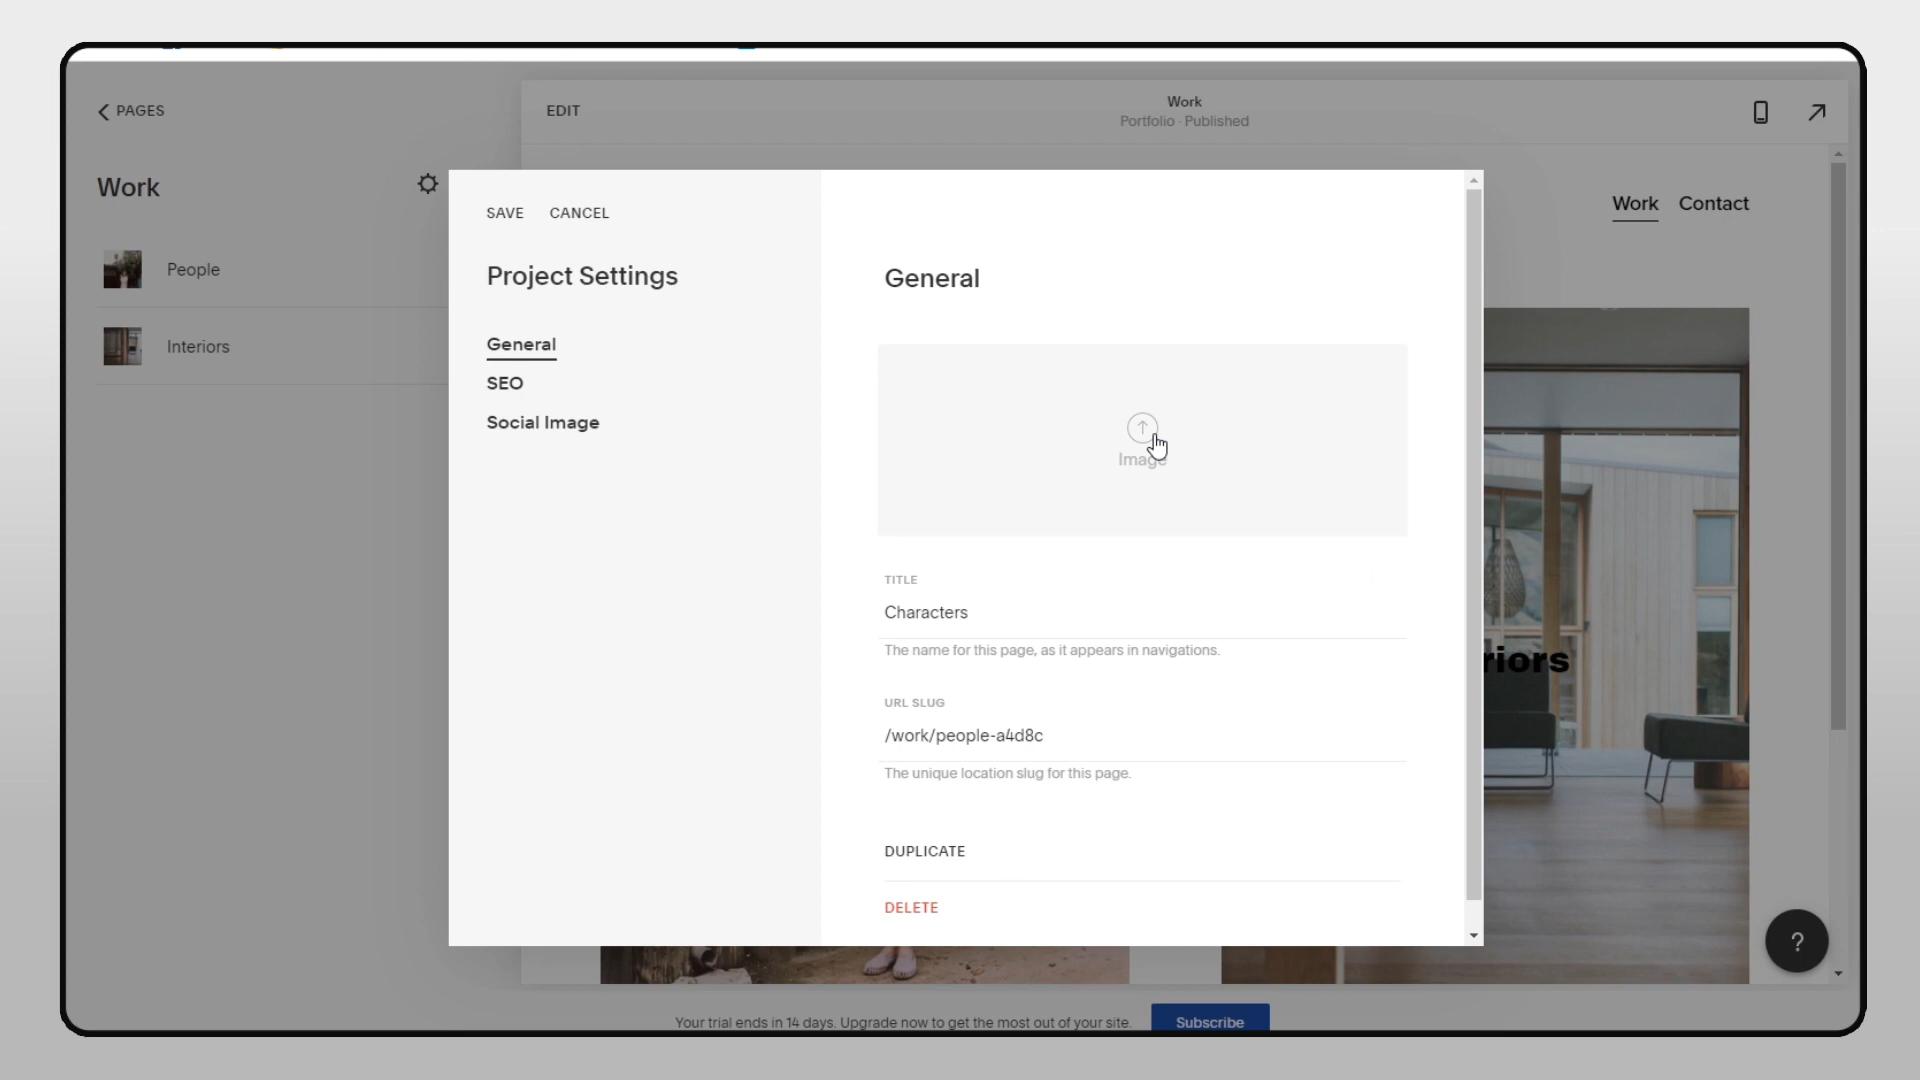 PAGES
EDIT
Work
Portfolio · Published
Work
Work Contact
People
Interiors
SAVE CANCEL
Project Settings
General
SEO
Social Image
General
Image
TITLE
Characters
The name for this page, as it appears in navigations.
URL SLUG
/work/people-a4d8c
The unique location slug for this page.
DUPLICATE
DELETE
riors
?
Your trial ends in 14 days. Upgrade now to get the most out of your site.
Subscribe